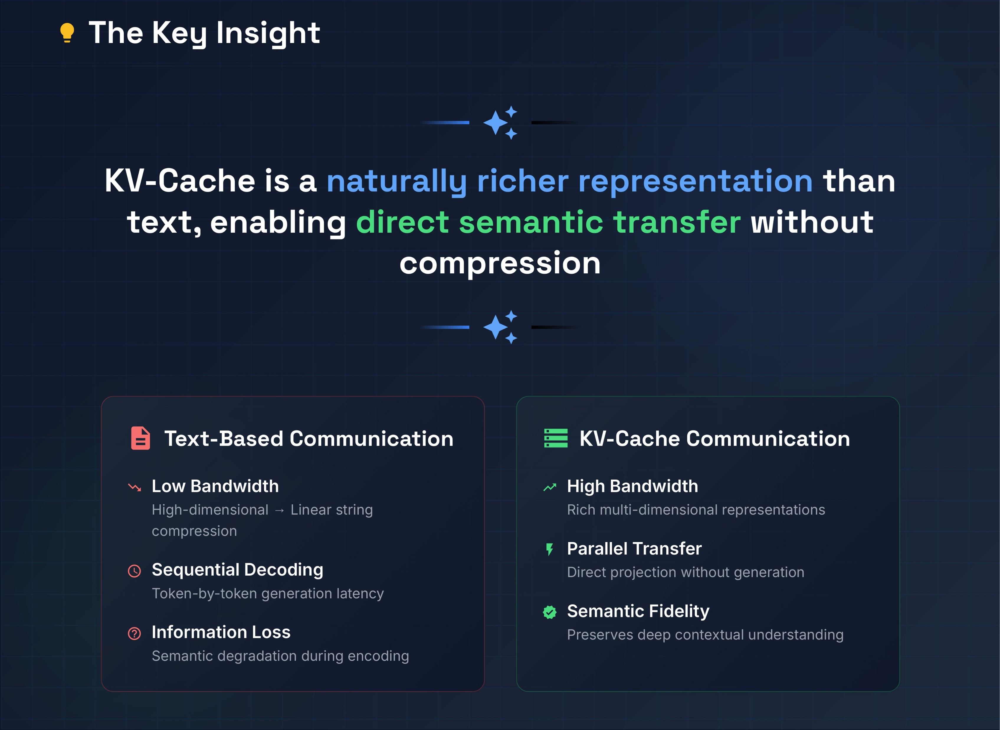 The Key Insight
KV-Cache is a naturally richer representation than
text, enabling direct semantic transfer without
compression
Text-Based Communication
Low Bandwidth
High-dimensional → Linear string
compression
Sequential Decoding
Token-by-token generation latency
Information Loss
Semantic degradation during encoding
KV-Cache Communication
High Bandwidth
Rich multi-dimensional representations
Parallel Transfer
Direct projection without generation
Semantic Fidelity
Preserves deep contextual understanding